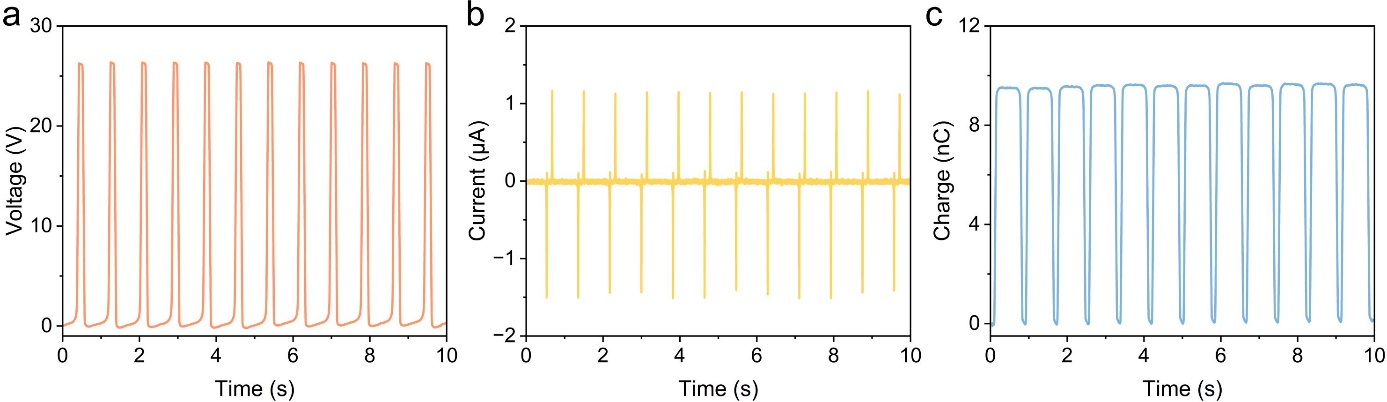 a
30
20
10
0
Voltage (V)
0 2 4 6 8 10
Time (s)
b
2
1
0
−1
−2
Current (μA)
0 2 4 6 8 10
Time (s)
c
12
8
4
0
Charge (nC)
0 2 4 6 8 10
Time (s)